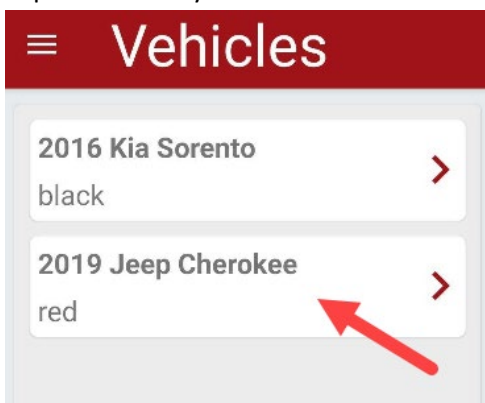 Vehicles
2016 Kia Sorento
black
2019 Jeep Cherokee
red